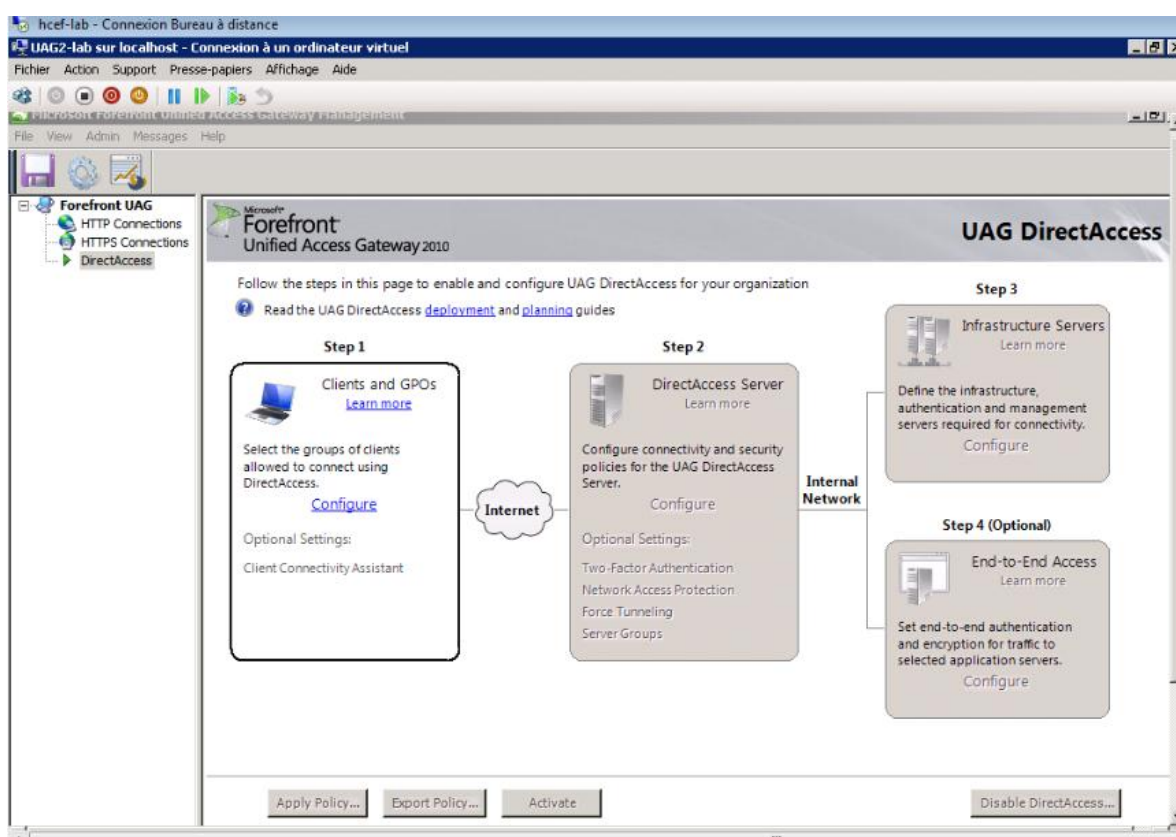 hcef-lab - Connexion Bureau à distance
UAG2-lab sur localhost - Connexion à un ordinateur virtuel
Fichier Action Support Presse-papiers Affichage Aide
Microsoft Forefront Unified Access Gateway Management
File View Admin Messages Help
Forefront UAG
HTTP Connections
HTTPS Connections
DirectAccess
Microsoft
Forefront
Unified Access Gateway 2010
UAG DirectAccess
Follow the steps in this page to enable and configure UAG DirectAccess for your organization
Read the UAG DirectAccess deployment and planning guides
Step 1
Clients and GPOs
Learn more
Select the groups of clients
allowed to connect using
DirectAccess.
Configure
Optional Settings:
Client Connectivity Assistant
Internet
Step 2
DirectAccess Server
Learn more
Configure connectivity and security
policies for the UAG DirectAccess
Server.
Configure
Optional Settings:
Two-Factor Authentication
Network Access Protection
Force Tunneling
Server Groups
Internal
Network
Step 3
Infrastructure Servers
Learn more
Define the infrastructure,
authentication and management
servers required for connectivity.
Configure
Step 4 (Optional)
End-to-End Access
Learn more
Set end-to-end authentication
and encryption for traffic to
selected application servers.
Configure
Apply Policy... Export Policy... Activate Disable DirectAccess...